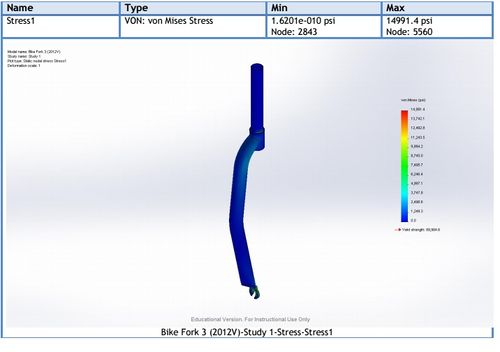 Name Type Min Max
Stress1 VON: von Mises Stress 1.6201e-010 psi 14991.4 psi
Node: 2843 Node: 5560
Model name: Bike Fork 3 (2012V)
Study name: Study 1
Plot type: Static nodal stress Stress1
Deformation scale: 1
von Mises (psi)
14,991.4
13,742.1
12,492.8
11,243.5
9,994.2
8,745.0
7,495.7
6,246.4
4,997.1
3,747.8
2,498.6
1,249.3
0.0
Yield strength:
Educational Version. For Instructional Use Only
Bike Fork 3 (2012V)-Study 1-Stress-Stress1